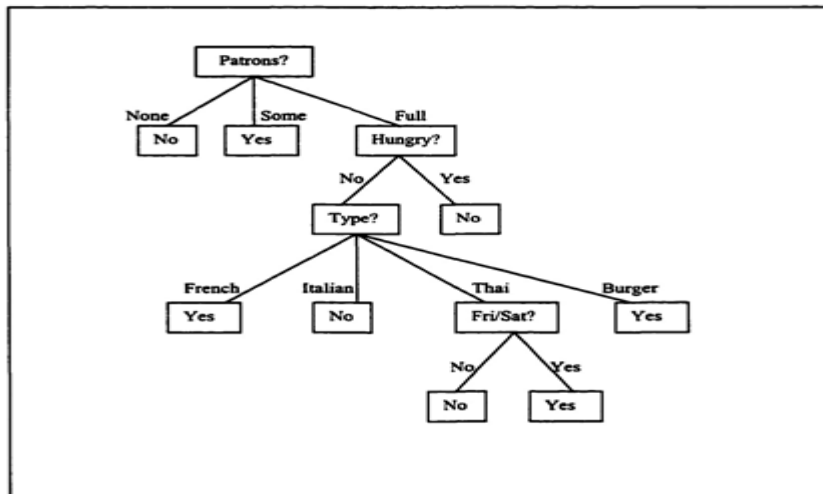 Patrons?
None Some Full
No Yes Hungry?
No Yes
Type? No
French Italian Thai Burger
Yes No Fri/Sat? Yes
No Yes
No Yes